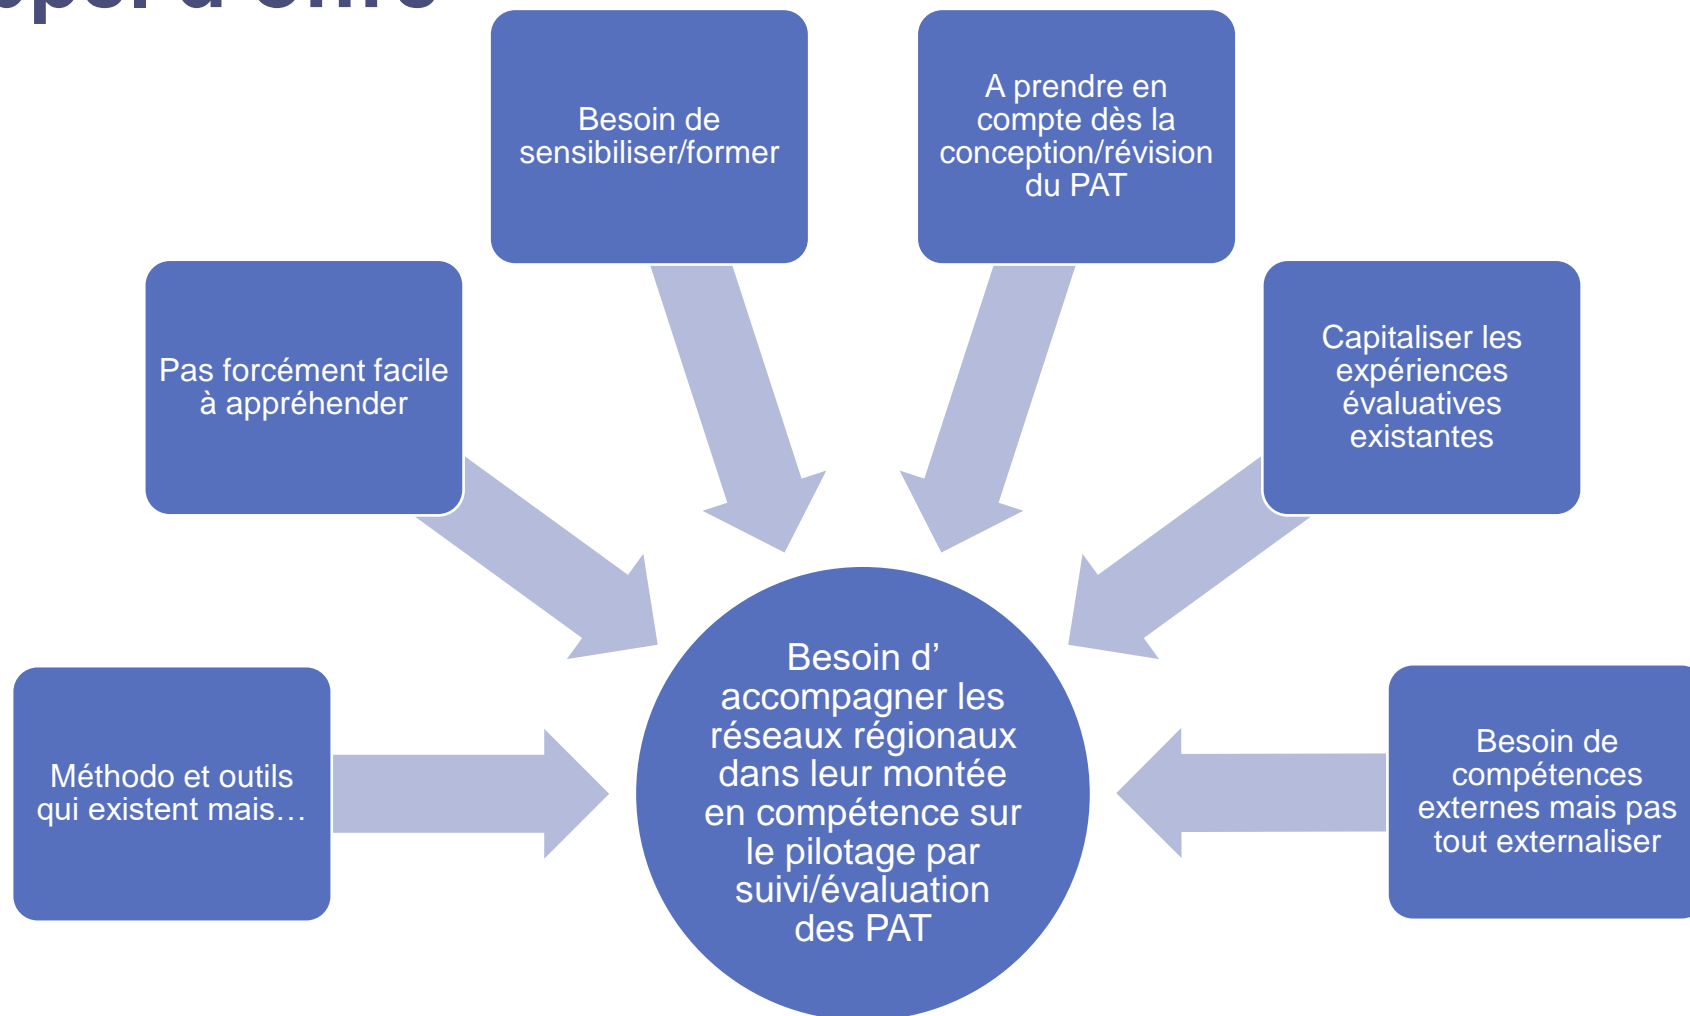 Besoin de
sensibiliser/former
A prendre en
compte dès la
conception/révision
du PAT
Pas forcément facile
à appréhender
Capitaliser les
expériences
évaluatives
existantes
Méthodo et outils
qui existent mais…
Besoin d’
accompagner les
réseaux régionaux
dans leur montée
en compétence sur
le pilotage par
suivi/évaluation
des PAT
Besoin de
compétences
externes mais pas
tout externaliser